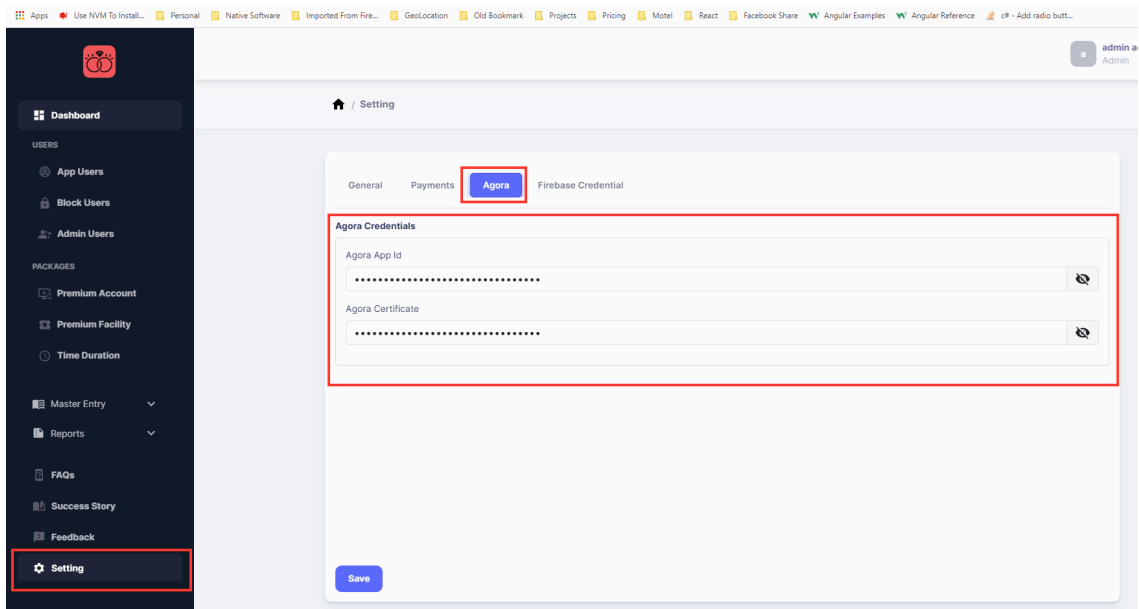 Apps Use NVM To Install... Personal Native Software Imported From Fire... GeoLocation Old Bookmark Projects Pricing Motel React Facebook Share Angular Examples Angular Reference c# - Add radio butt...
a admin a
Admin
/ Setting
Dashboard
USERS
App Users
Block Users
Admin Users
PACKAGES
Premium Account
Premium Facility
Time Duration
Master Entry
Reports
FAQs
Success Story
Feedback
Setting
General Payments Agora Firebase Credential
Agora Credentials
Agora App Id
••••••••••••••••••••••••••••••••
Agora Certificate
••••••••••••••••••••••••••••••••
Save